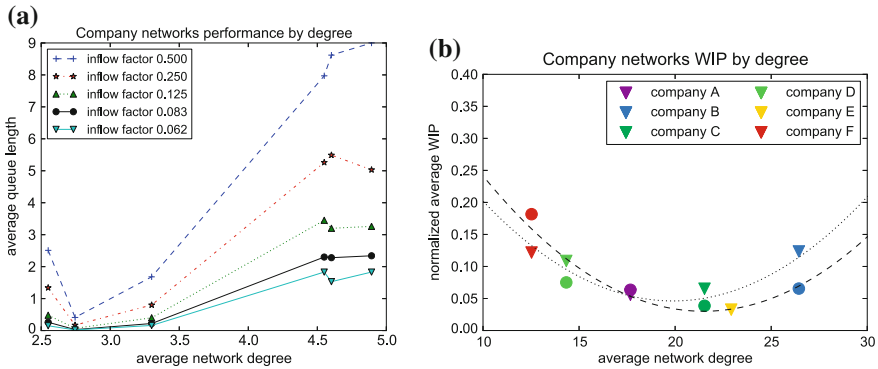 (a)
Company networks performance by degree
9
8
7
6
5
4
3
2
1
0
average queue length
inflow factor 0.500
inflow factor 0.250
inflow factor 0.125
inflow factor 0.083
inflow factor 0.062
2.5 3.0 3.5 4.0 4.5 5.0
average network degree
(b)
Company networks WIP by degree
0.40
0.35
0.30
0.25
0.20
0.15
0.10
0.05
0.00
normalized average WIP
company A company D
company B company E
company C company F
10 15 20 25 30
average network degree